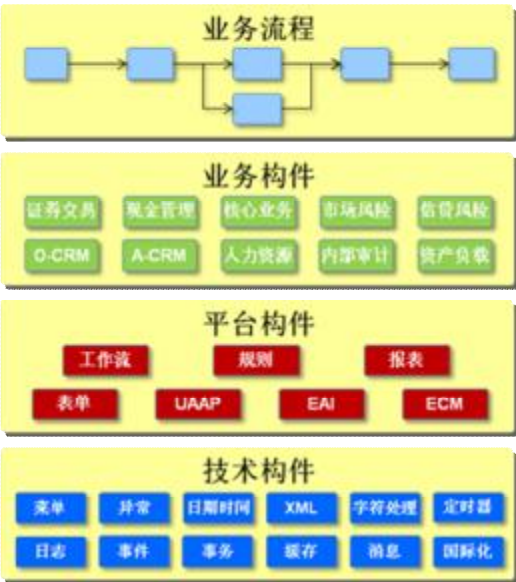 业务流程
业务构件
证券交易 现金管理 核心业务 市场风险 信贷风险
O-CRM A-CRM 人力资源 内部审计 资产负载
平台构件
工作流 规则 报表
表单 UAAP EAI ECM
技术构件
菜单 异常 日期时间 XML 字符处理 定时器
日志 事件 事务 缓存 消息 国际化